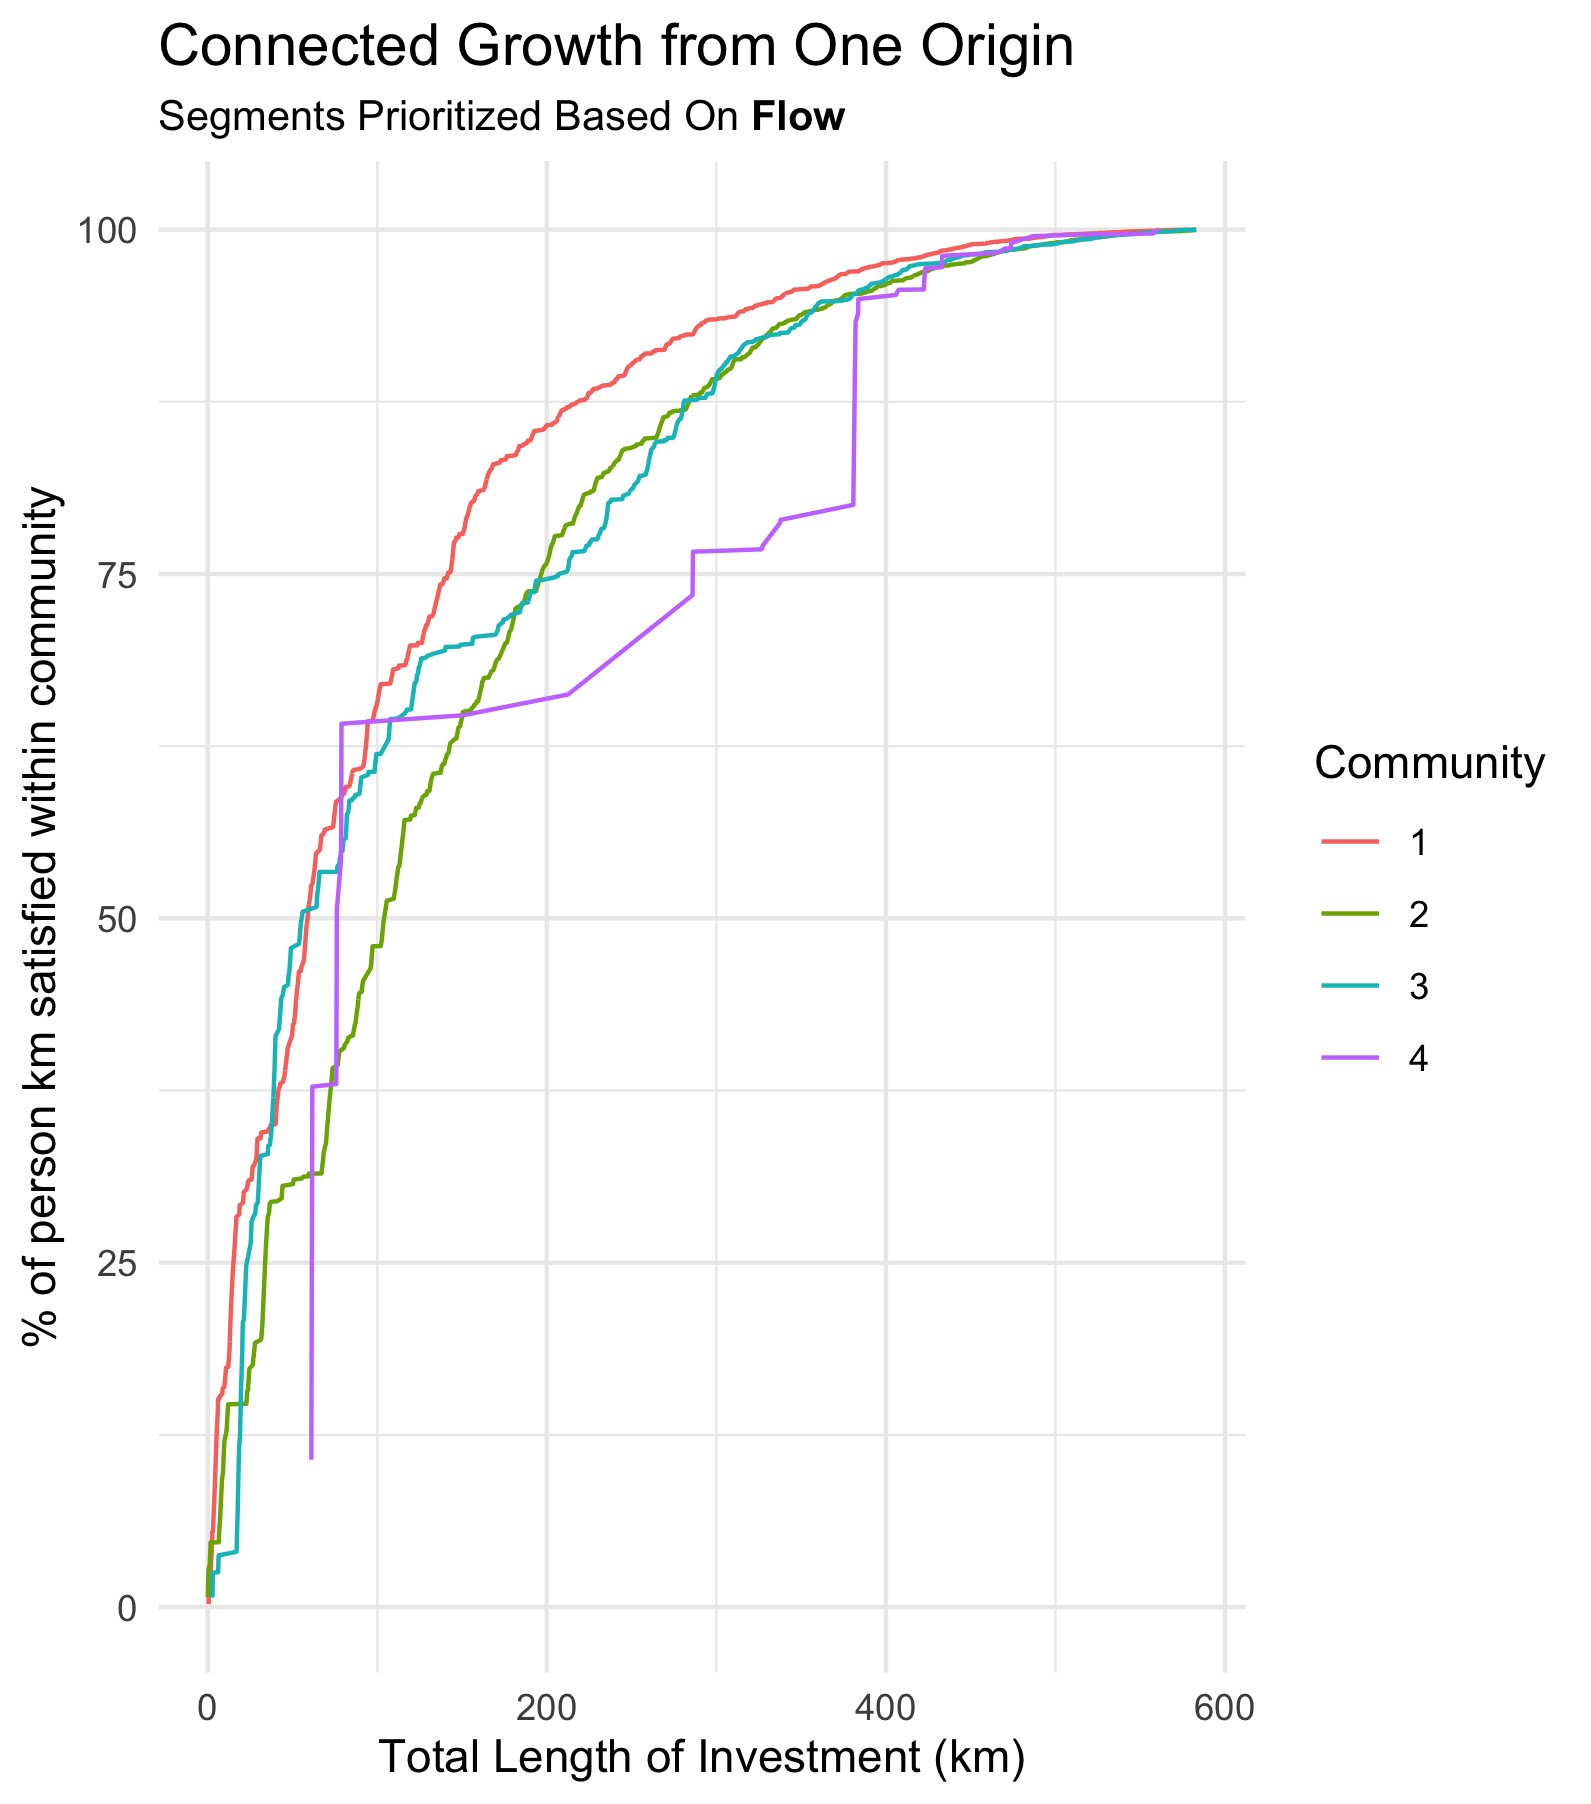 Connected Growth from One Origin
Segments Prioritized Based On Flow
% of person km satisfied within community
100
75
50
25
0
0 200 400 600
Total Length of Investment (km)
Community
1
2
3
4